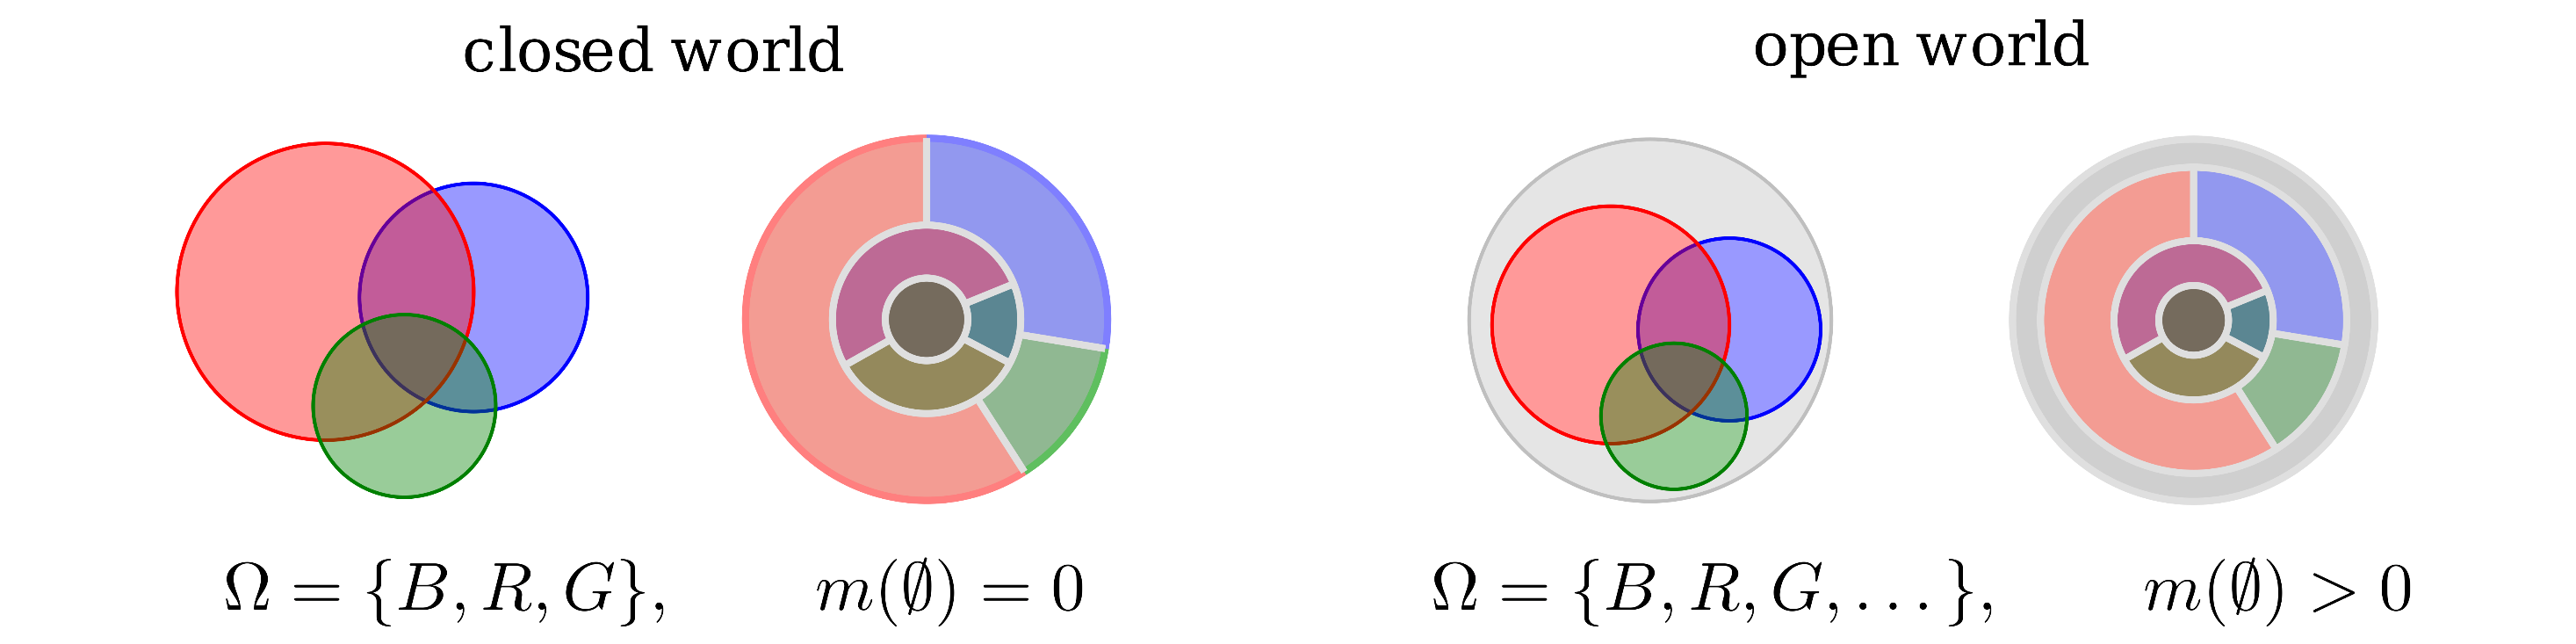 closed world
open world
Ω = {B, R, G}, m(∅) = 0
Ω = {B, R, G, . . . }, m(∅) > 0